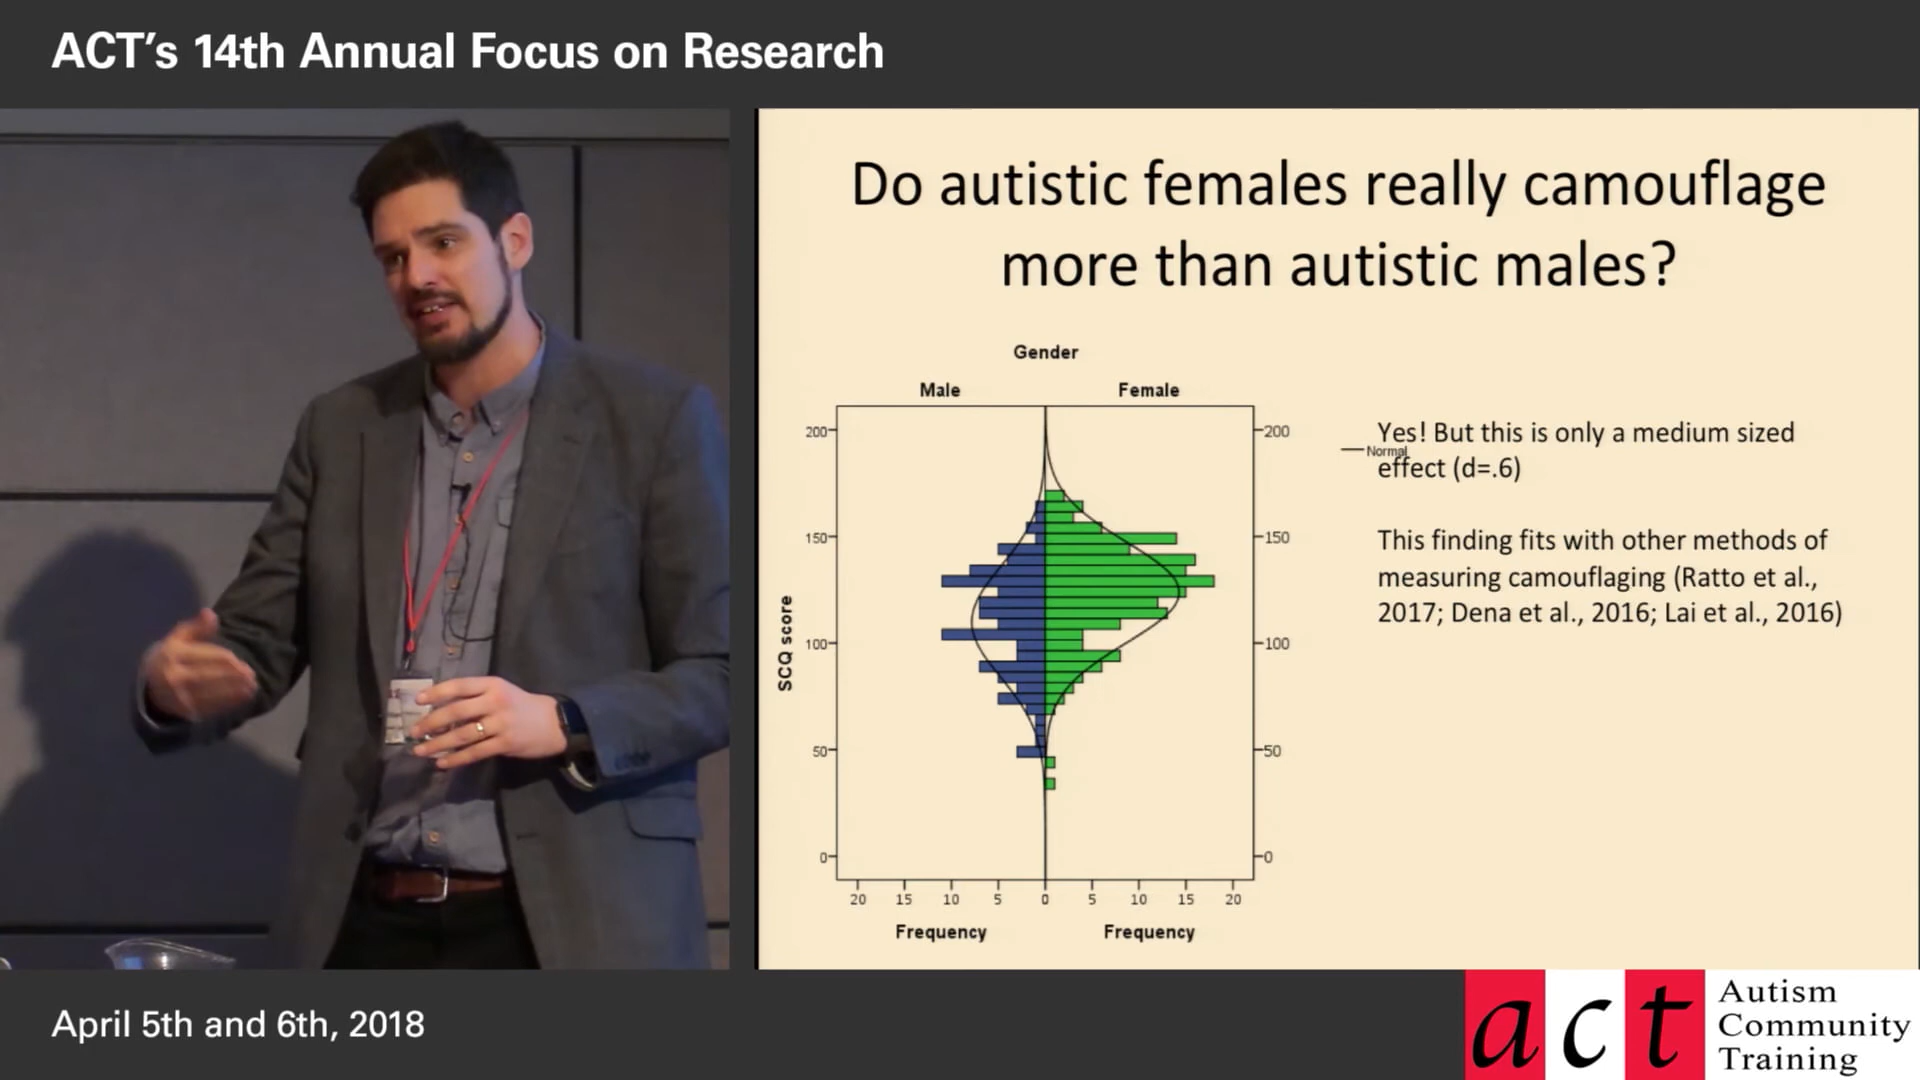 ACT's 14th Annual Focus on Research
Do autistic females really camouflage
more than autistic males?
Gender
Male Female
200 200
150 150
100 100
50 50
0 0
SCQ score
20 15 10 5 0 5 10 15 20
Frequency Frequency
Normal
Yes! But this is only a medium sized
effect (d=.6)
This finding fits with other methods of
measuring camouflaging (Ratto et al.,
2017; Dena et al., 2016; Lai et al., 2016)
April 5th and 6th, 2018
act
Autism
Community
Training